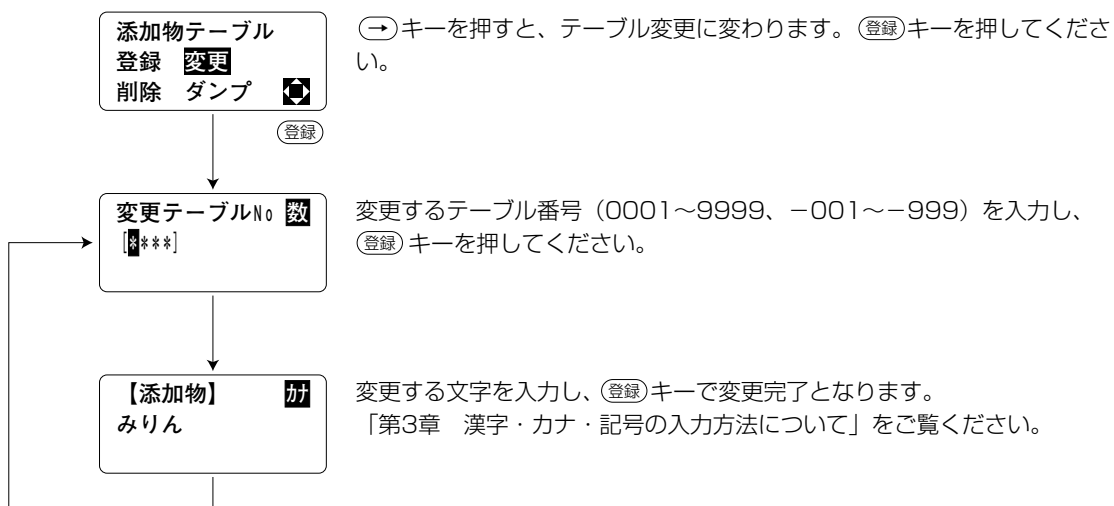 添加物テーブル
登録 変更
削除 ダンプ
→キーを押すと、テーブル変更に変わります。登録キーを押してくださ
い。
登録
変更テーブルNo 数
[****]
変更するテーブル番号（0001～9999、－001～－999）を入力し、
登録キーを押してください。
【添加物】 カナ
みりん
変更する文字を入力し、登録キーで変更完了となります。
「第3章　漢字・カナ・記号の入力方法について」をご覧ください。